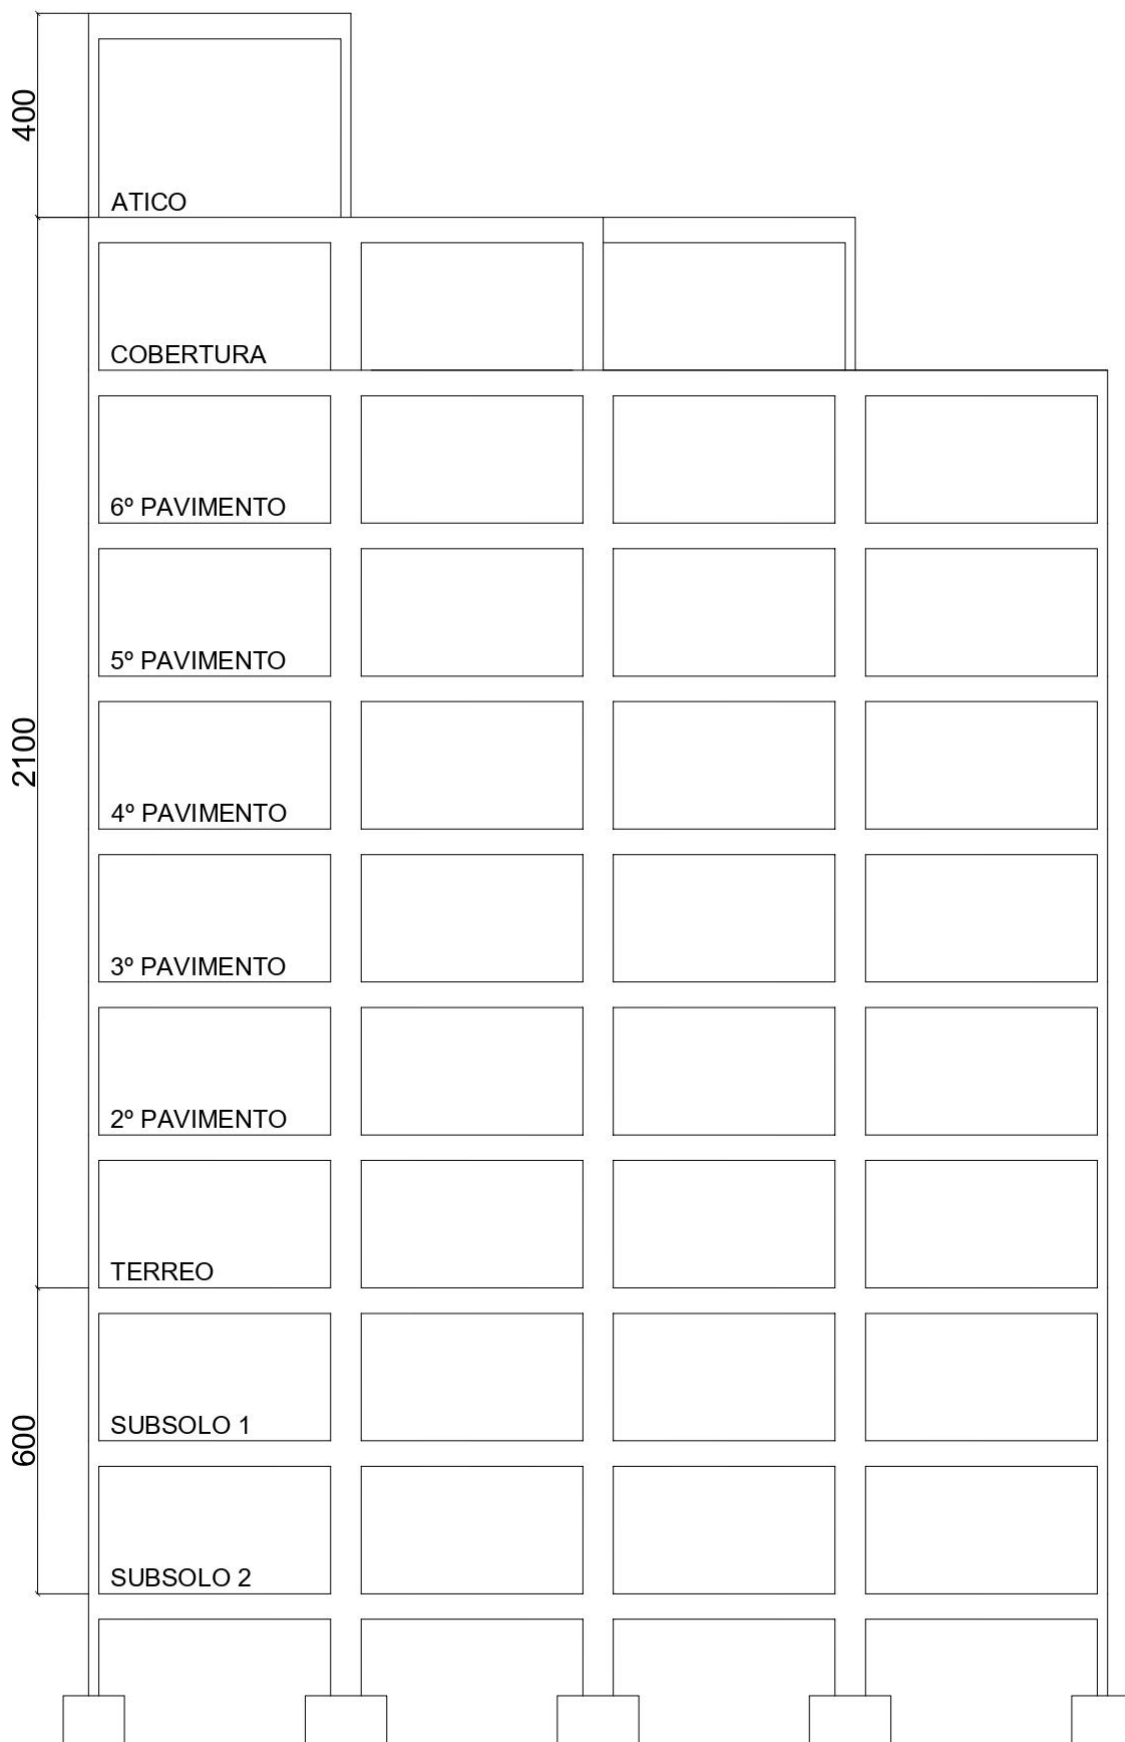 400
ATICO
COBERTURA
6º PAVIMENTO
5º PAVIMENTO
2100
4º PAVIMENTO
3º PAVIMENTO
2º PAVIMENTO
TERREO
600
SUBSOLO 1
SUBSOLO 2